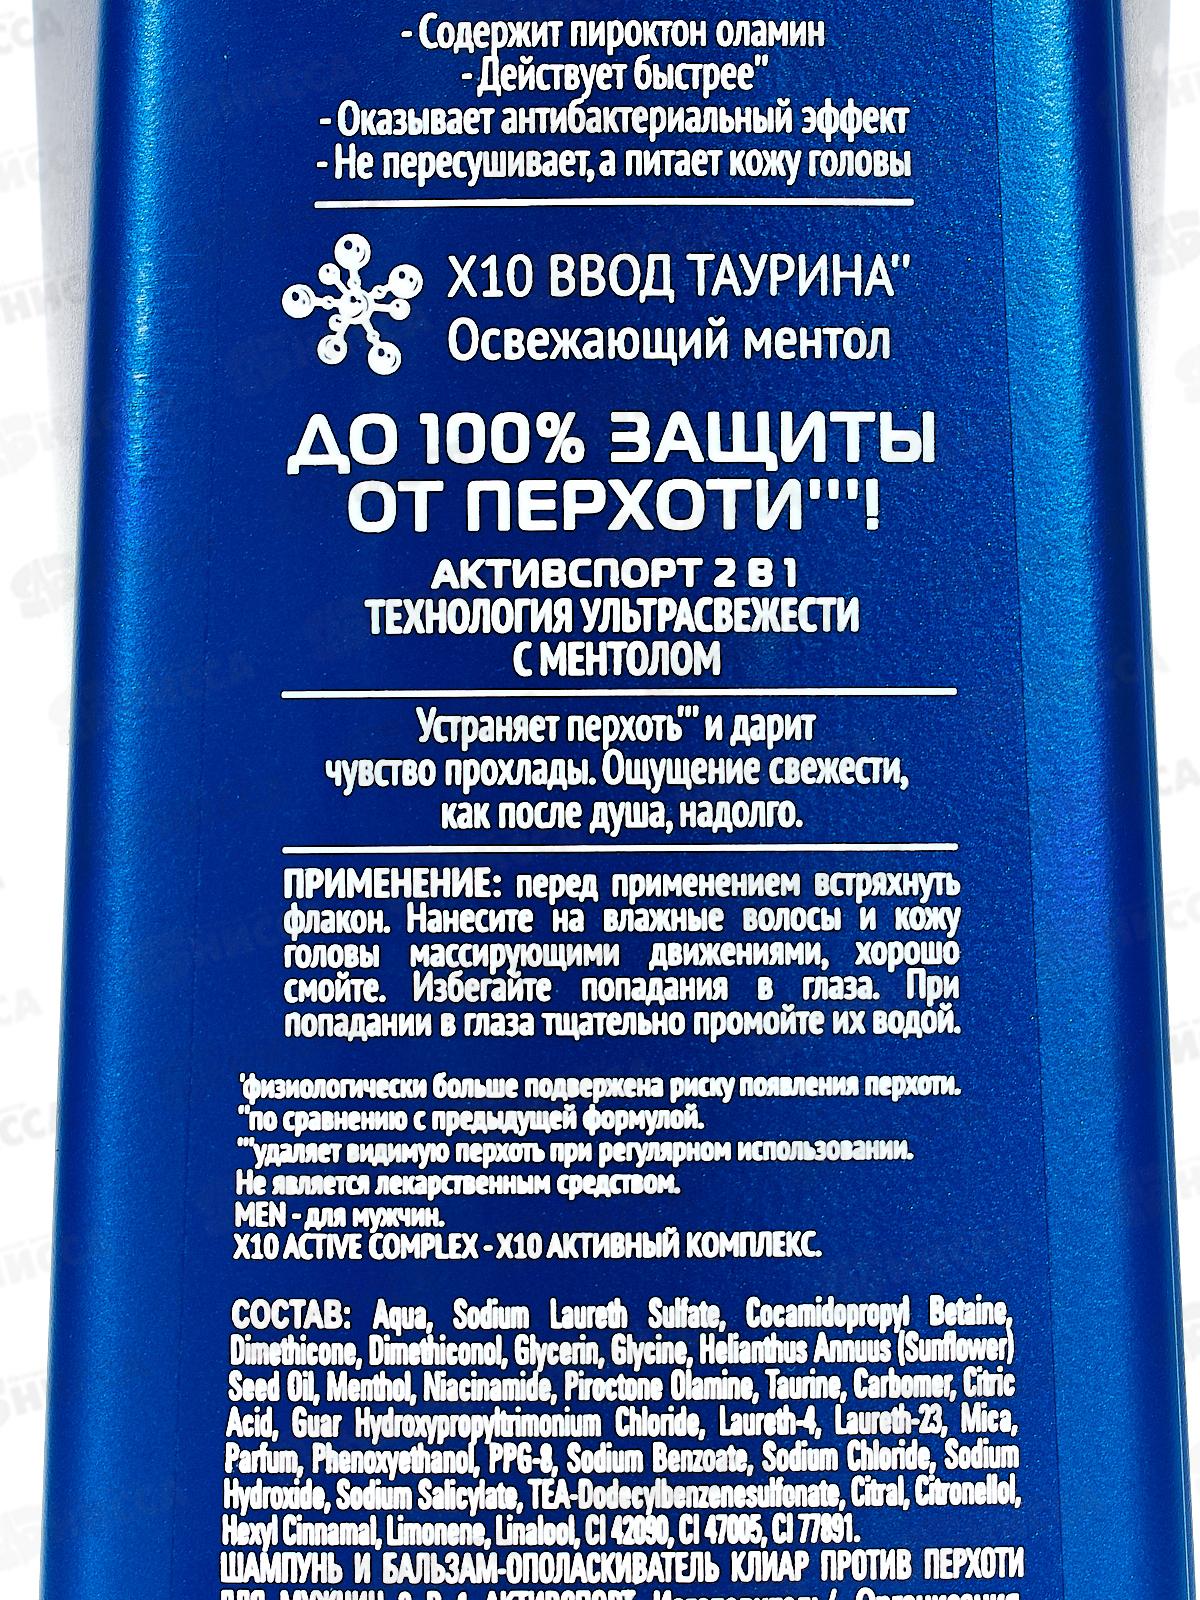 - Содержит пироктон оламин
- Действует быстрее"
- Оказывает антибактериальный эффект
- Не пересушивает, а питает кожу головы
X10 ВВОД ТАУРИНА"
Освежающий ментол
ДО 100% ЗАЩИТЫ
ОТ ПЕРХОТИ"'!
АКТИВСПОРТ 2 В 1
ТЕХНОЛОГИЯ УЛЬТРАСВЕЖЕСТИ
С МЕНТОЛОМ
Устраняет перхоть"' и дарит
чувство прохлады. Ощущение свежести,
как после душа, надолго.
ПРИМЕНЕНИЕ: перед применением встряхнуть
флакон. Нанесите на влажные волосы и кожу
головы массирующими движениями, хорошо
смойте. Избегайте попадания в глаза. При
попадании в глаза тщательно промойте их водой.
'физиологически больше подвержена риску появления перхоти.
"по сравнению с предыдущей формулой.
"'удаляет видимую перхоть при регулярном использовании.
Не является лекарственным средством.
MEN - для мужчин.
X10 ACTIVE COMPLEX - X10 АКТИВНЫЙ КОМПЛЕКС.
СОСТАВ: Aqua, Sodium Laureth Sulfate, Cocamidopropyl Betaine,
Dimethicone, Dimethiconol, Glycerin, Glycine, Helianthus Annuus (Sunflower)
Seed Oil, Menthol, Niacinamide, Piroctone Olamine, Taurine, Carbomer, Citric
Acid, Guar Hydroxypropyltrimonium Chloride, Laureth-4, Laureth-23, Mica,
Parfum, Phenoxyethanol, PPG-8, Sodium Benzoate, Sodium Chloride, Sodium
Hydroxide, Sodium Salicylate, TEA-Dodecylbenzenesulfonate, Citral, Citronellol,
Hexyl Cinnamal, Limonene, Linalool, CI 42090, CI 47005, CI 77891.
ШАМПУНЬ И БАЛЬЗАМ-ОПОЛАСКИВАТЕЛЬ КЛИАР ПРОТИВ ПЕРХОТИ
ДЛЯ МУЖЧИН 2 В 1 АКТИВСПОРТ.